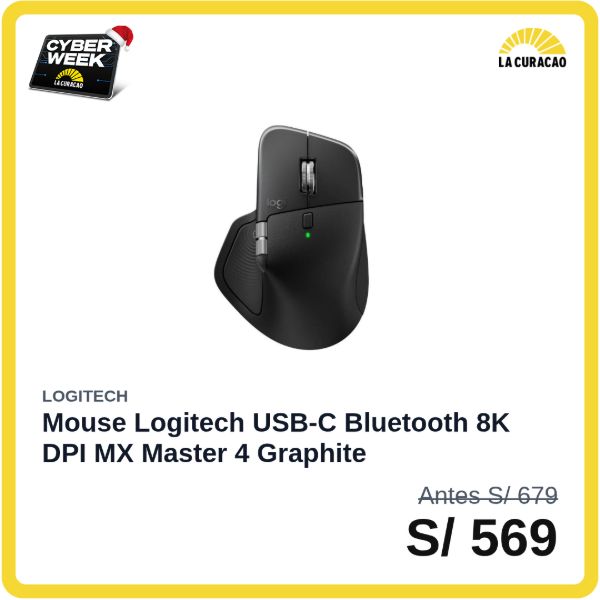 CYBER
WEEK
LA CURACAO
LA CURACAO
logi
LOGITECH
Mouse Logitech USB-C Bluetooth 8K
DPI MX Master 4 Graphite
Antes S/ 679
S/ 569